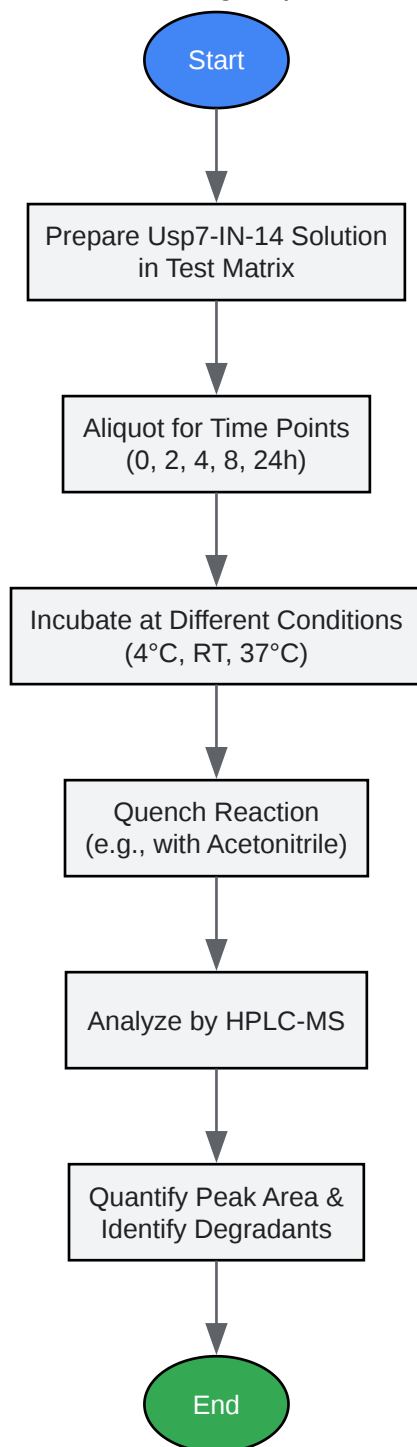 Start
Prepare Usp7-IN-14 Solution
in Test Matrix
Aliquot for Time Points
(0, 2, 4, 8, 24h)
Incubate at Different Conditions
(4°C, RT, 37°C)
Quench Reaction
(e.g., with Acetonitrile)
Analyze by HPLC-MS
Quantify Peak Area &
Identify Degradants
End